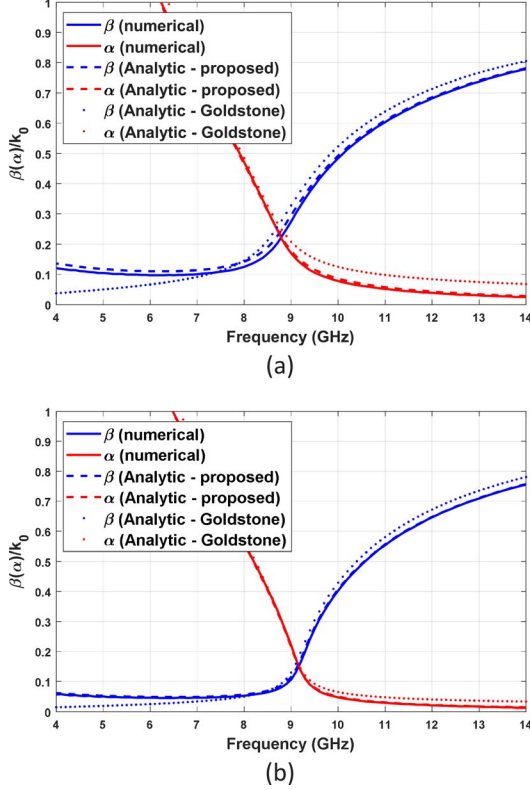 1
0.9
0.8
0.7
0.6
0.5
0.4
0.3
0.2
0.1
0
β(α)/k0
β (numerical)
α (numerical)
β (Analytic - proposed)
α (Analytic - proposed)
β (Analytic - Goldstone)
α (Analytic - Goldstone)
4 5 6 7 8 9 10 11 12 13 14
Frequency (GHz)
(a)
1
0.9
0.8
0.7
0.6
0.5
0.4
0.3
0.2
0.1
0
β(α)/k0
β (numerical)
α (numerical)
β (Analytic - proposed)
α (Analytic - proposed)
β (Analytic - Goldstone)
α (Analytic - Goldstone)
4 5 6 7 8 9 10 11 12 13 14
Frequency (GHz)
(b)